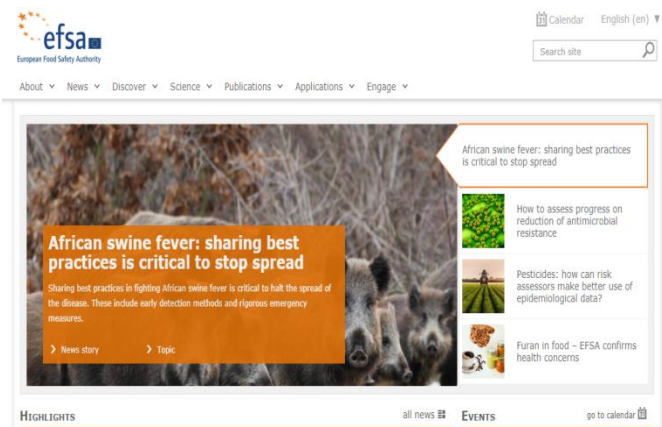 Calendar English (en)
efsa
European Food Safety Authority
Search site
About News Discover Science Publications Applications Engage
African swine fever: sharing best
practices is critical to stop spread
Sharing best practices in fighting African swine fever is critical to halt the spread of
the disease. These include early detection methods and rigorous emergency
measures.
News story Topic
African swine fever: sharing best practices
is critical to stop spread
How to assess progress on
reduction of antimicrobial
resistance
Pesticides: how can risk
assessors make better use of
epidemiological data?
Furan in food – EFSA confirms
health concerns
HIGHLIGHTS all news
EVENTS go to calendar